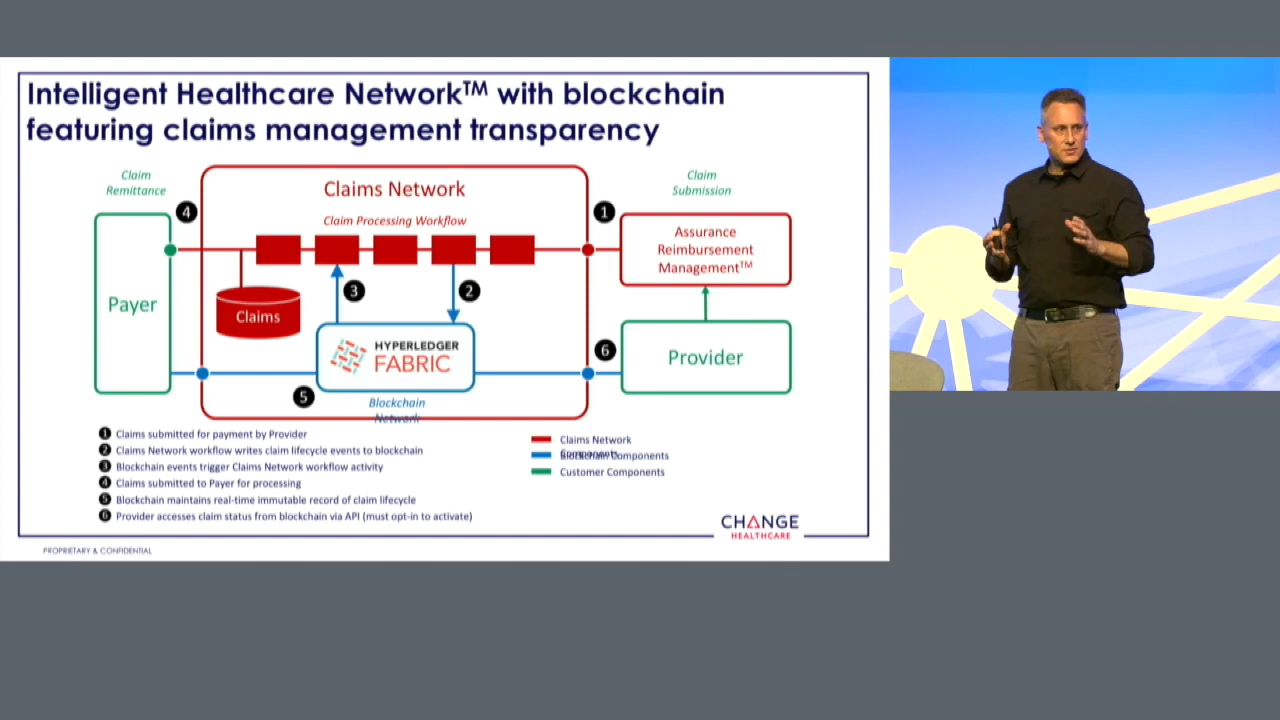 Intelligent Healthcare Network™ with blockchain
featuring claims management transparency
Claim
Remittance
Claims Network
Claim
Submission
4
1
Claim Processing Workflow
Assurance
Reimbursement
Management™
Payer
3
2
Claims
HYPERLEDGER
FABRIC
6
Provider
5
Blockchain
Network
1 Claims submitted for payment by Provider
2 Claims Network workflow writes claim lifecycle events to blockchain
3 Blockchain events trigger Claims Network workflow activity
4 Claims submitted to Payer for processing
5 Blockchain maintains real-time immutable record of claim lifecycle
6 Provider accesses claim status from blockchain via API (must opt-in to activate)
Claims Network
Components
Blockchain Components
Customer Components
CHANGE
HEALTHCARE
PROPRIETARY & CONFIDENTIAL